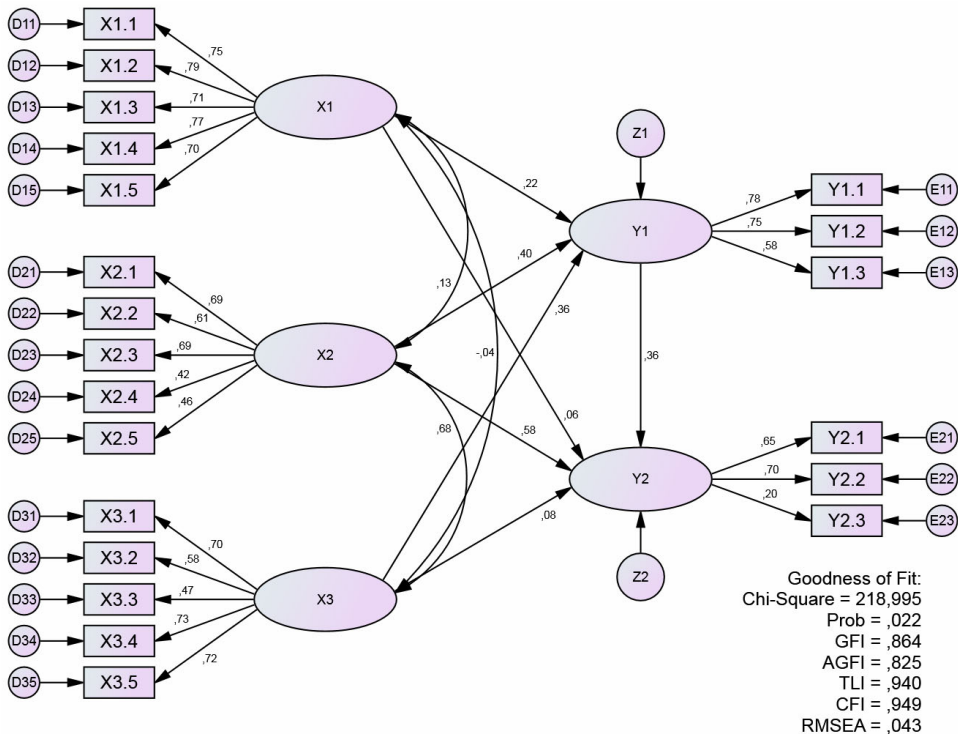 D11 X1.1 ,75
D12 X1.2 ,79
D13 X1.3 ,71
D14 X1.4 ,77
D15 X1.5 ,70
X1
D21 X2.1 ,69
D22 X2.2 ,61
D23 X2.3 ,69
D24 X2.4 ,42
D25 X2.5 ,46
X2
D31 X3.1 ,70
D32 X3.2 ,58
D33 X3.3 ,47
D34 X3.4 ,73
D35 X3.5 ,72
X3
,13
-,04
,68
,22
,40
,36
,06
,58
,08
Z1
Y1
,78 Y1.1 E11
,75 Y1.2 E12
,58 Y1.3 E13
,36
Y2
,65 Y2.1 E21
,70 Y2.2 E22
,20 Y2.3 E23
Z2
Goodness of Fit:
Chi-Square = 218,995
Prob = ,022
GFI = ,864
AGFI = ,825
TLI = ,940
CFI = ,949
RMSEA = ,043